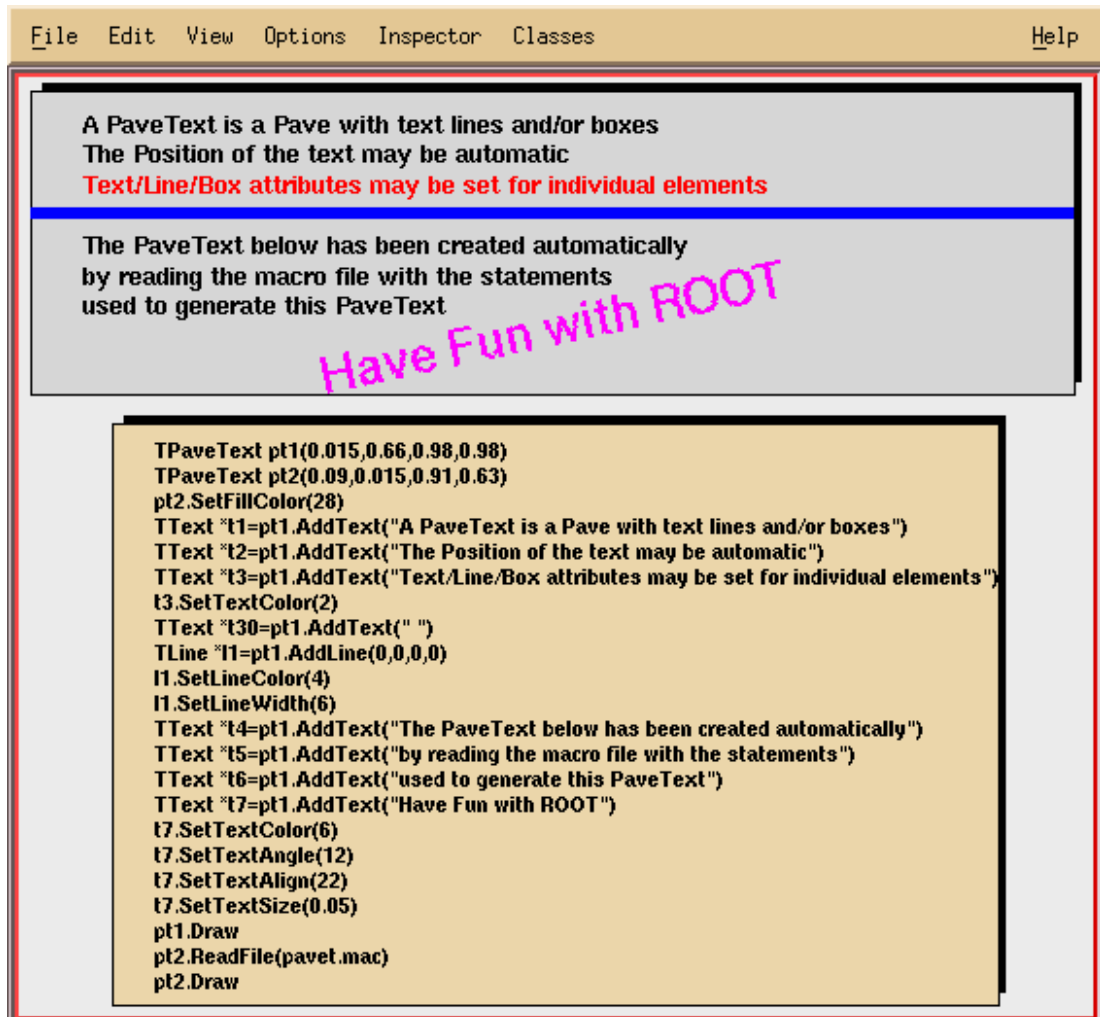 File Edit View Options Inspector Classes Help
A PaveText is a Pave with text lines and/or boxes
The Position of the text may be automatic
Text/Line/Box attributes may be set for individual elements
The PaveText below has been created automatically
by reading the macro file with the statements
used to generate this PaveText
Have Fun with ROOT
TPaveText pt1(0.015,0.66,0.98,0.98)
TPaveText pt2(0.09,0.015,0.91,0.63)
pt2.SetFillColor(28)
TText *t1=pt1.AddText("A PaveText is a Pave with text lines and/or boxes")
TText *t2=pt1.AddText("The Position of the text may be automatic")
TText *t3=pt1.AddText("Text/Line/Box attributes may be set for individual elements")
t3.SetTextColor(2)
TText *t30=pt1.AddText(" ")
TLine *l1=pt1.AddLine(0,0,0,0)
l1.SetLineColor(4)
l1.SetLineWidth(6)
TText *t4=pt1.AddText("The PaveText below has been created automatically")
TText *t5=pt1.AddText("by reading the macro file with the statements")
TText *t6=pt1.AddText("used to generate this PaveText")
TText *t7=pt1.AddText("Have Fun with ROOT")
t7.SetTextColor(6)
t7.SetTextAngle(12)
t7.SetTextAlign(22)
t7.SetTextSize(0.05)
pt1.Draw
pt2.ReadFile(pavet.mac)
pt2.Draw